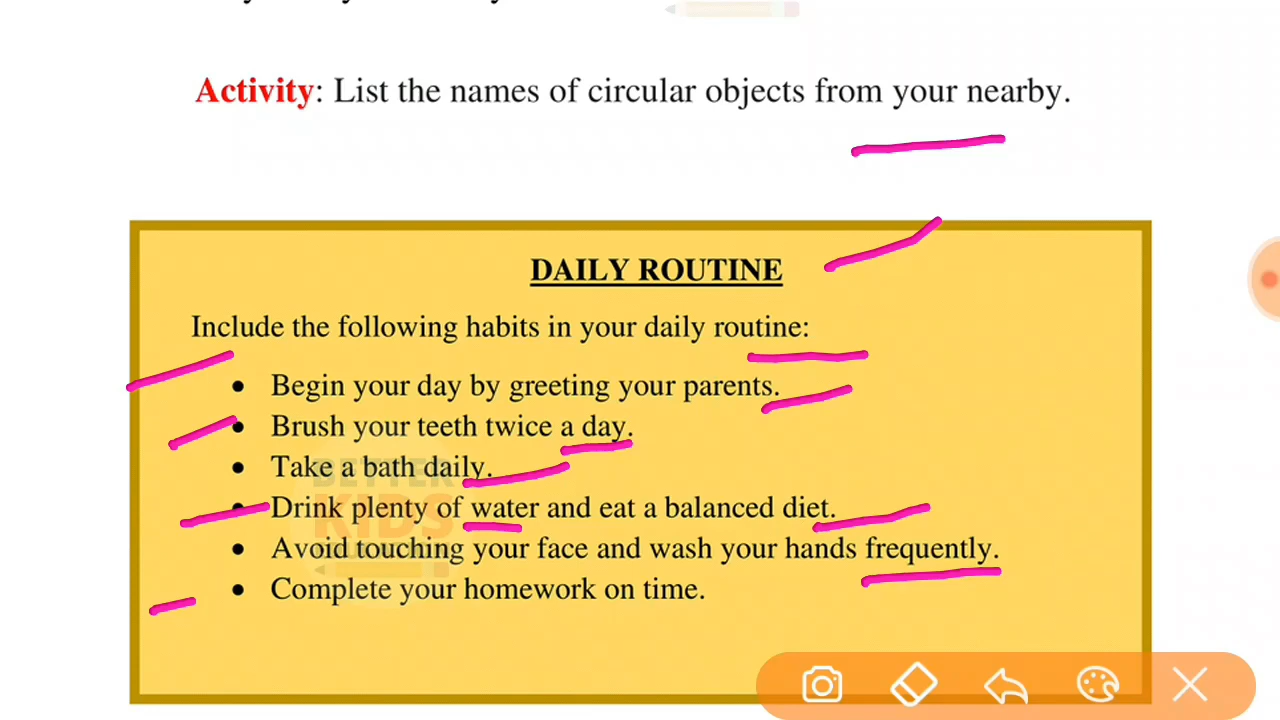 Activity: List the names of circular objects from your nearby.
DAILY ROUTINE
Include the following habits in your daily routine:
• Begin your day by greeting your parents.
• Brush your teeth twice a day.
• Take a bath daily.
• Drink plenty of water and eat a balanced diet.
• Avoid touching your face and wash your hands frequently.
• Complete your homework on time.
BETTER
KIDS